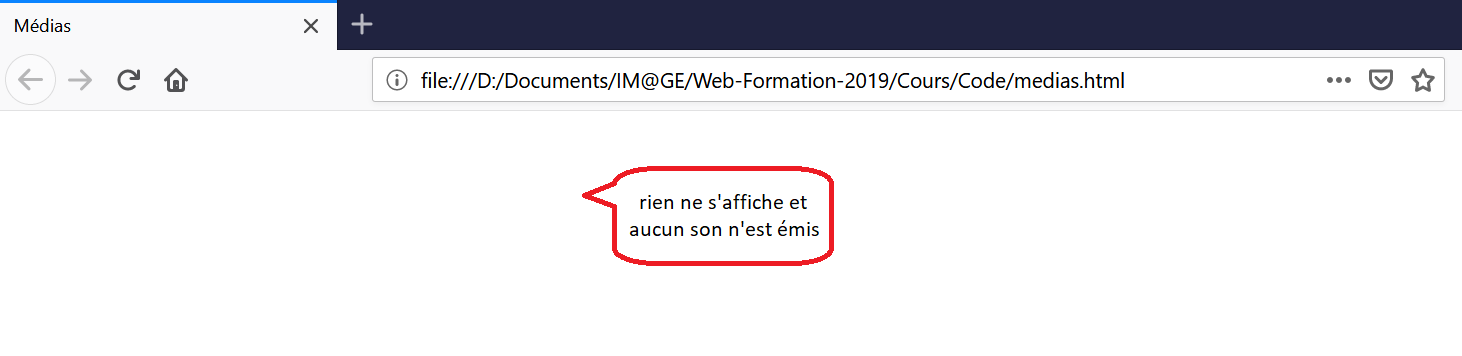 Médias
file:///D:/Documents/IM@GE/Web-Formation-2019/Cours/Code/medias.html
rien ne s'affiche et
aucun son n'est émis